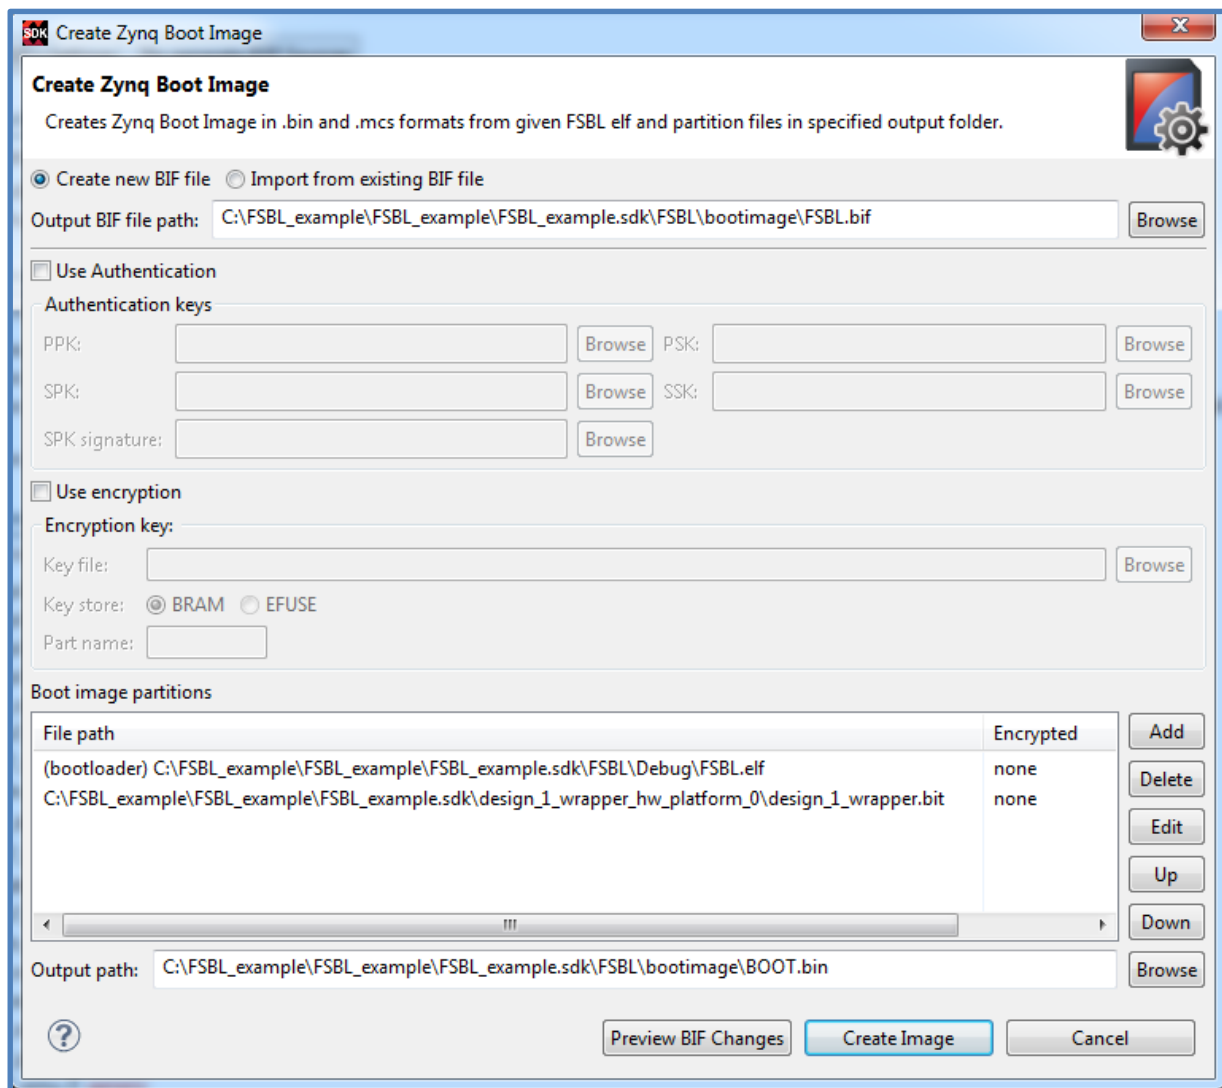 SDK Create Zynq Boot Image
Create Zynq Boot Image
Creates Zynq Boot Image in .bin and .mcs formats from given FSBL elf and partition files in specified output folder.
Create new BIF file Import from existing BIF file
Output BIF file path: C:\FSBL_example\FSBL_example\FSBL_example.sdk\FSBL\bootimage\FSBL.bif Browse
Use Authentication
Authentication keys
PPK: Browse PSK: Browse
SPK: Browse SSK: Browse
SPK signature: Browse
Use encryption
Encryption key:
Key file: Browse
Key store: BRAM EFUSE
Part name:
Boot image partitions
File path Encrypted Add
(bootloader) C:\FSBL_example\FSBL_example\FSBL_example.sdk\FSBL\Debug\FSBL.elf none Delete
C:\FSBL_example\FSBL_example\FSBL_example.sdk\design_1_wrapper_hw_platform_0\design_1_wrapper.bit none
Edit
Up
Down
Output path: C:\FSBL_example\FSBL_example\FSBL_example.sdk\FSBL\bootimage\BOOT.bin Browse
? Preview BIF Changes Create Image Cancel